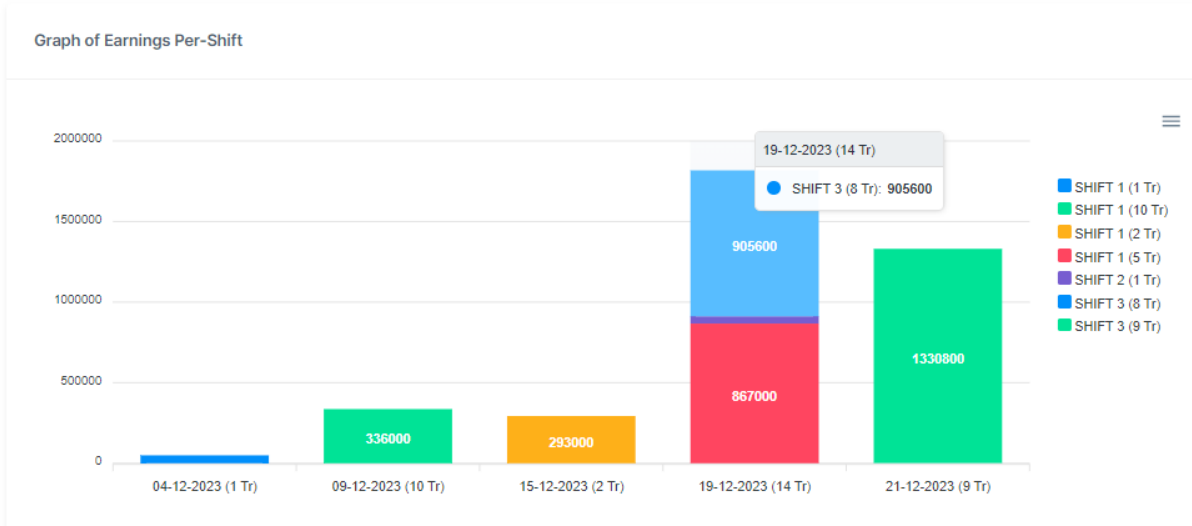 Graph of Earnings Per-Shift
2000000
1500000
1000000
500000
0
336000
293000
905600
867000
1330800
19-12-2023 (14 Tr)
SHIFT 3 (8 Tr): 905600
04-12-2023 (1 Tr)
09-12-2023 (10 Tr)
15-12-2023 (2 Tr)
19-12-2023 (14 Tr)
21-12-2023 (9 Tr)
SHIFT 1 (1 Tr)
SHIFT 1 (10 Tr)
SHIFT 1 (2 Tr)
SHIFT 1 (5 Tr)
SHIFT 2 (1 Tr)
SHIFT 3 (8 Tr)
SHIFT 3 (9 Tr)